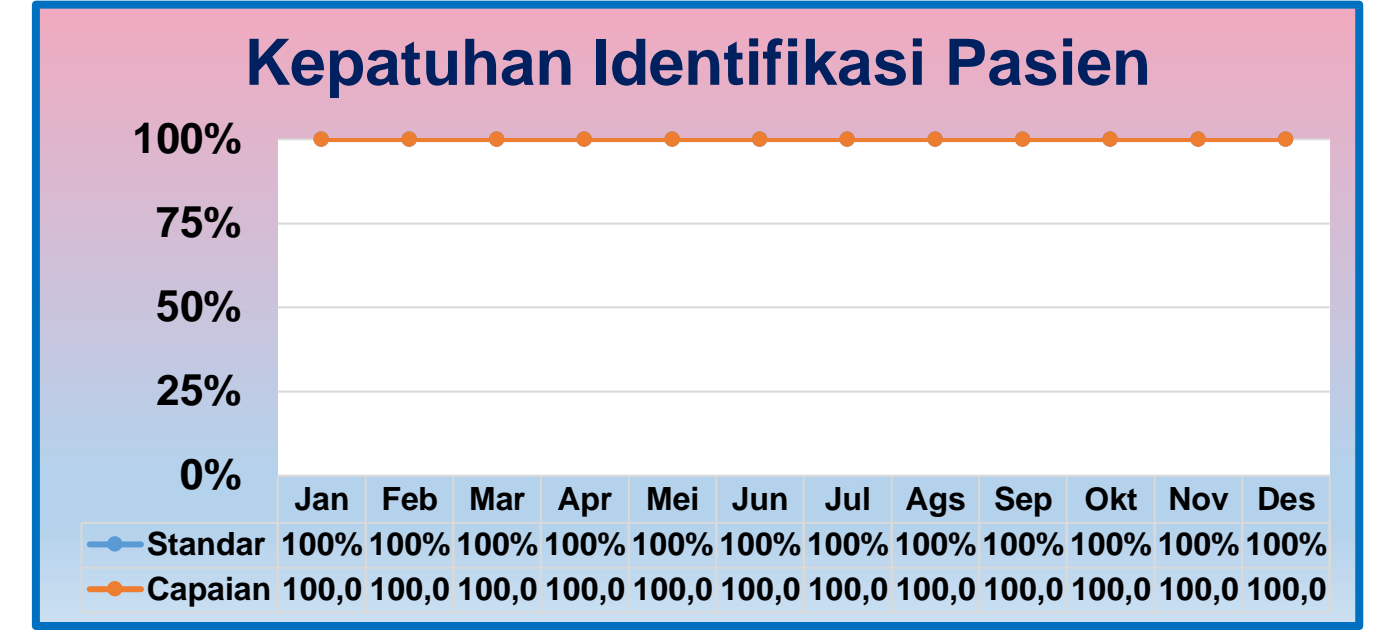 Kepatuhan Identifikasi Pasien
100%
75%
50%
25%
0%
Jan Feb Mar Apr Mei Jun Jul Ags Sep Okt Nov Des
Standar 100% 100% 100% 100% 100% 100% 100% 100% 100% 100% 100% 100%
Capaian 100,0 100,0 100,0 100,0 100,0 100,0 100,0 100,0 100,0 100,0 100,0 100,0